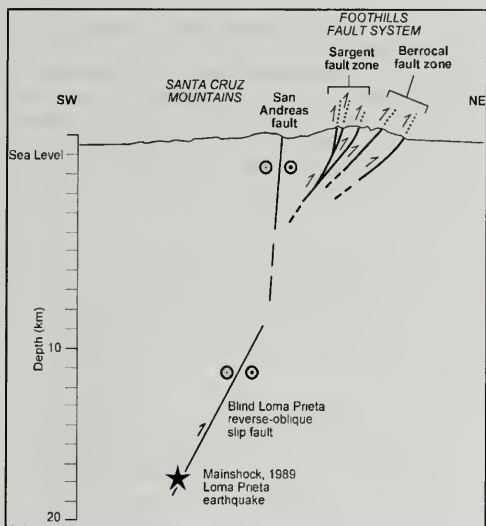 FOOTHILLS
FAULT SYSTEM
Sargent
fault zone
Berrocal
fault zone
SANTA CRUZ
MOUNTAINS
San
Andreas
fault
SW
NE
Sea Level
Depth (km)
10
Blind Loma Prieta
reverse-oblique
slip fault
Mainshock, 1989
Loma Prieta
earthquake
20